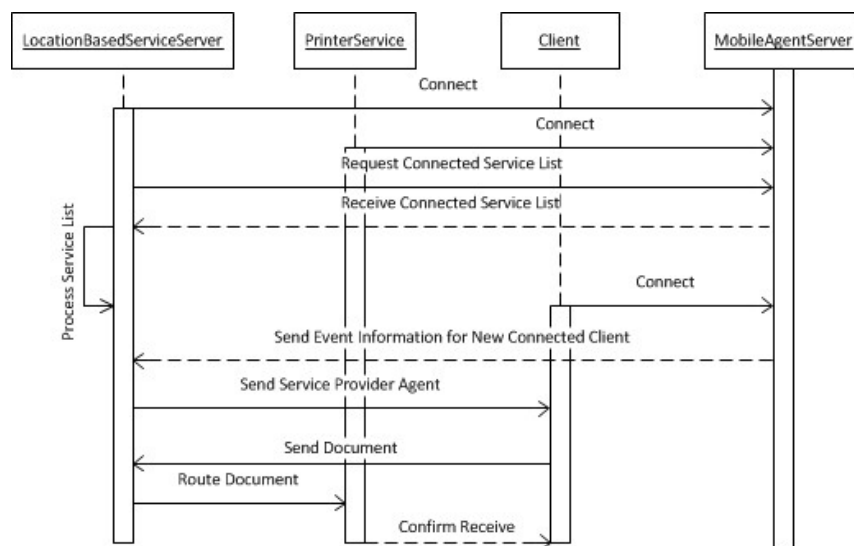 LocationBasedServiceServer
PrinterService
Client
MobileAgentServer
Connect
Connect
Request Connected Service List
Receive Connected Service List
Process Service List
Connect
Send Event Information for New Connected Client
Send Service Provider Agent
Send Document
Route Document
Confirm Receive